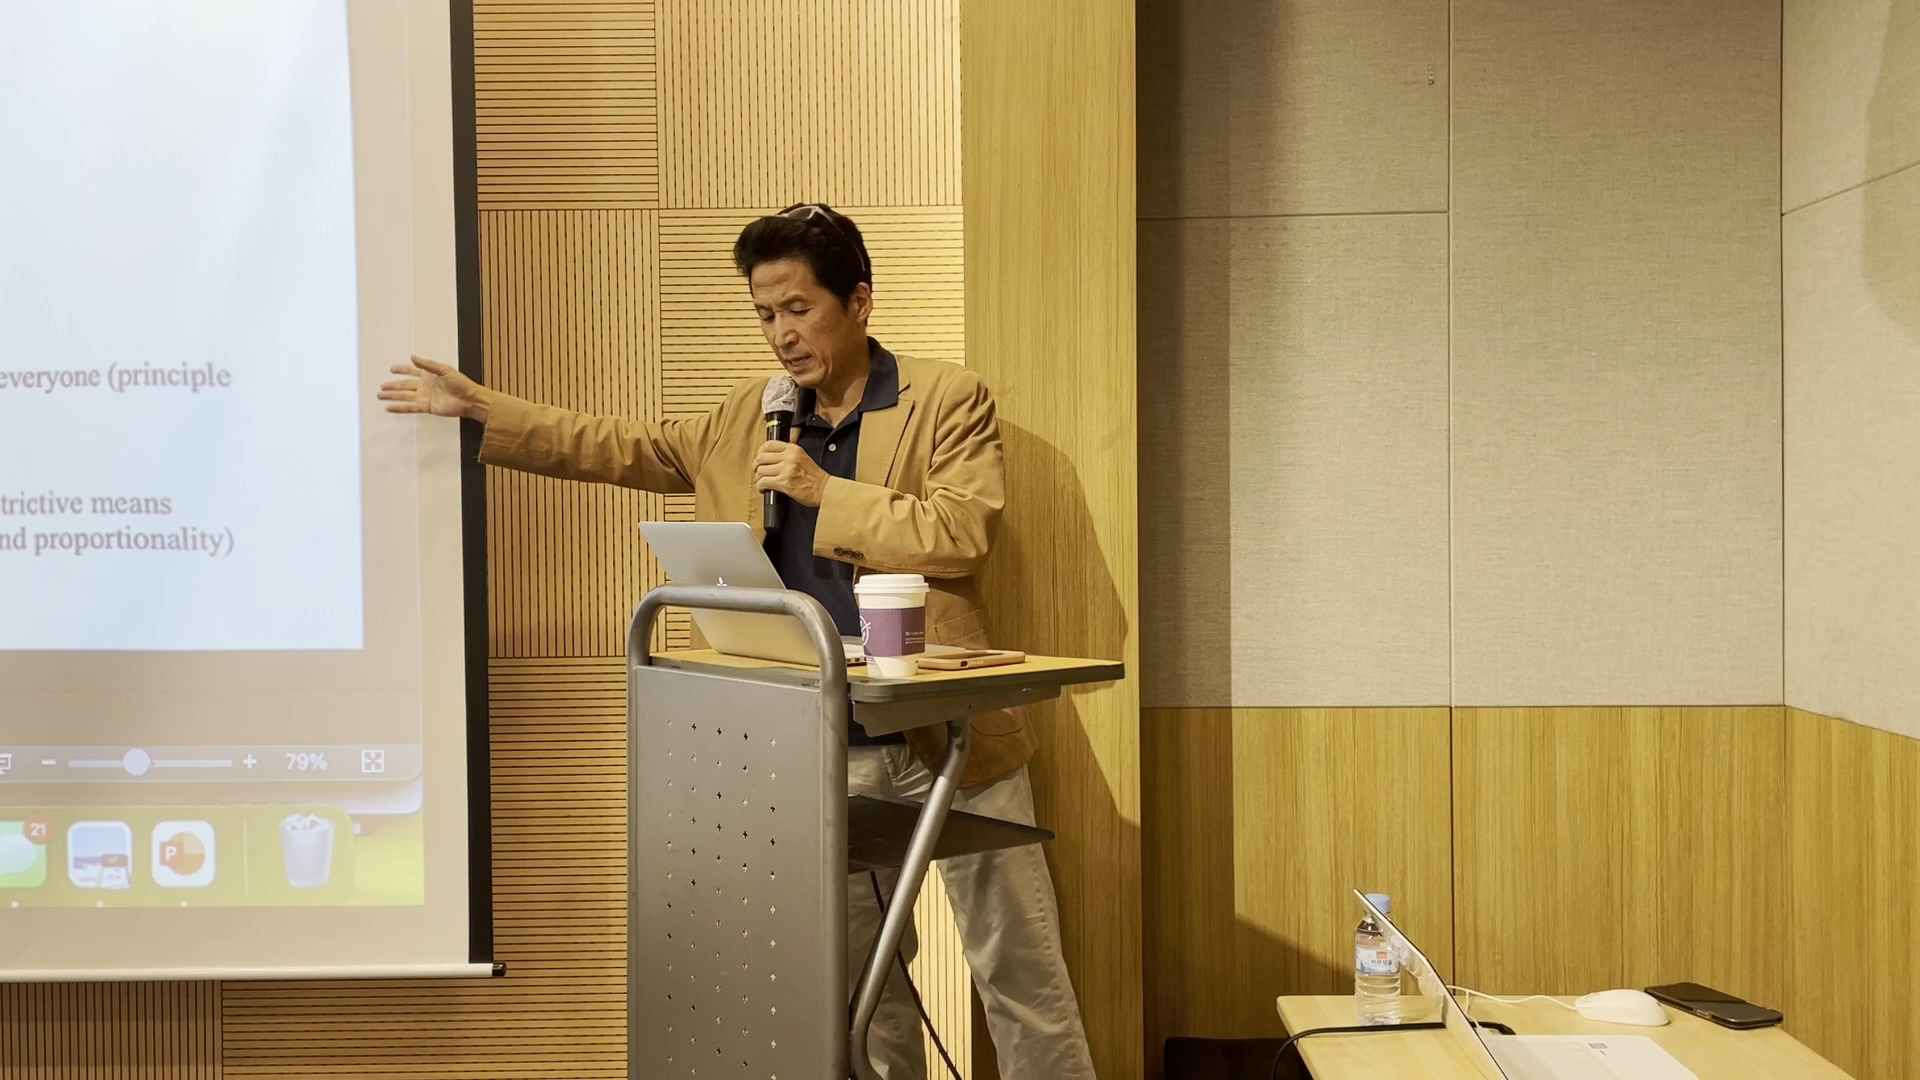 everyone (principle
trictive means
nd proportionality)
79%
21
P